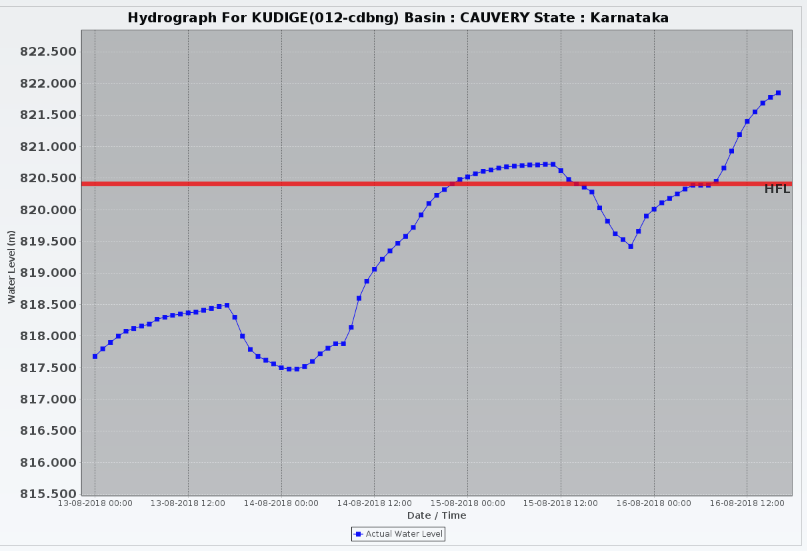 Hydrograph For KUDIGE(012-cdbng) Basin : CAUVERY State : Karnataka
822.500
822.000
821.500
821.000
820.500
820.000
819.500
819.000
818.500
818.000
817.500
817.000
816.500
816.000
815.500
Water Level (m)
HFL
13-08-2018 00:00 13-08-2018 12:00 14-08-2018 00:00 14-08-2018 12:00 15-08-2018 00:00 15-08-2018 12:00 16-08-2018 00:00 16-08-2018 12:00
Date / Time
Actual Water Level